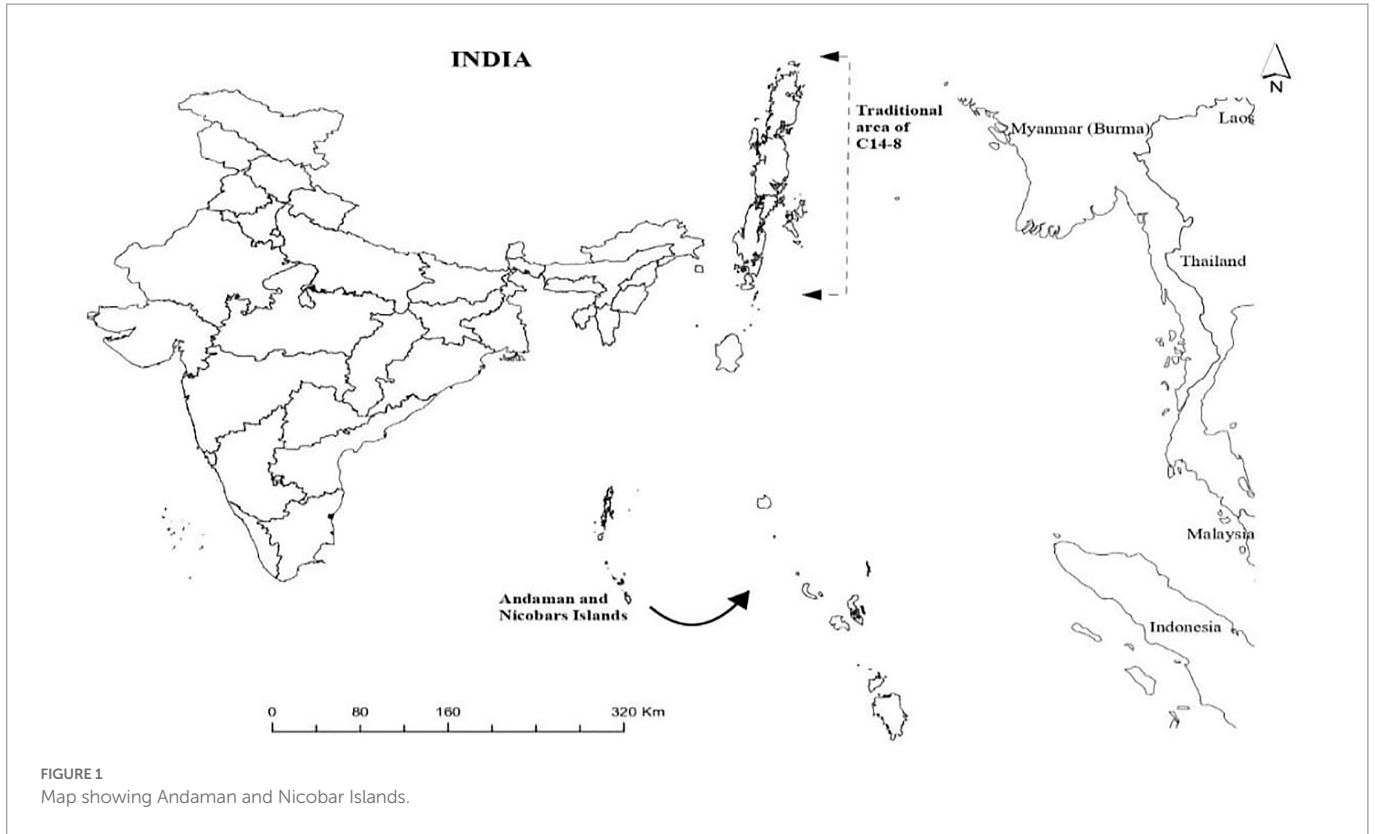 INDIA
N
Traditional
area of
C14-8
Myanmar (Burma)
Laos
Thailand
Malaysia
Andaman and
Nicobars Islands
Indonesia
0 80 160 320 Km
FIGURE 1
Map showing Andaman and Nicobar Islands.